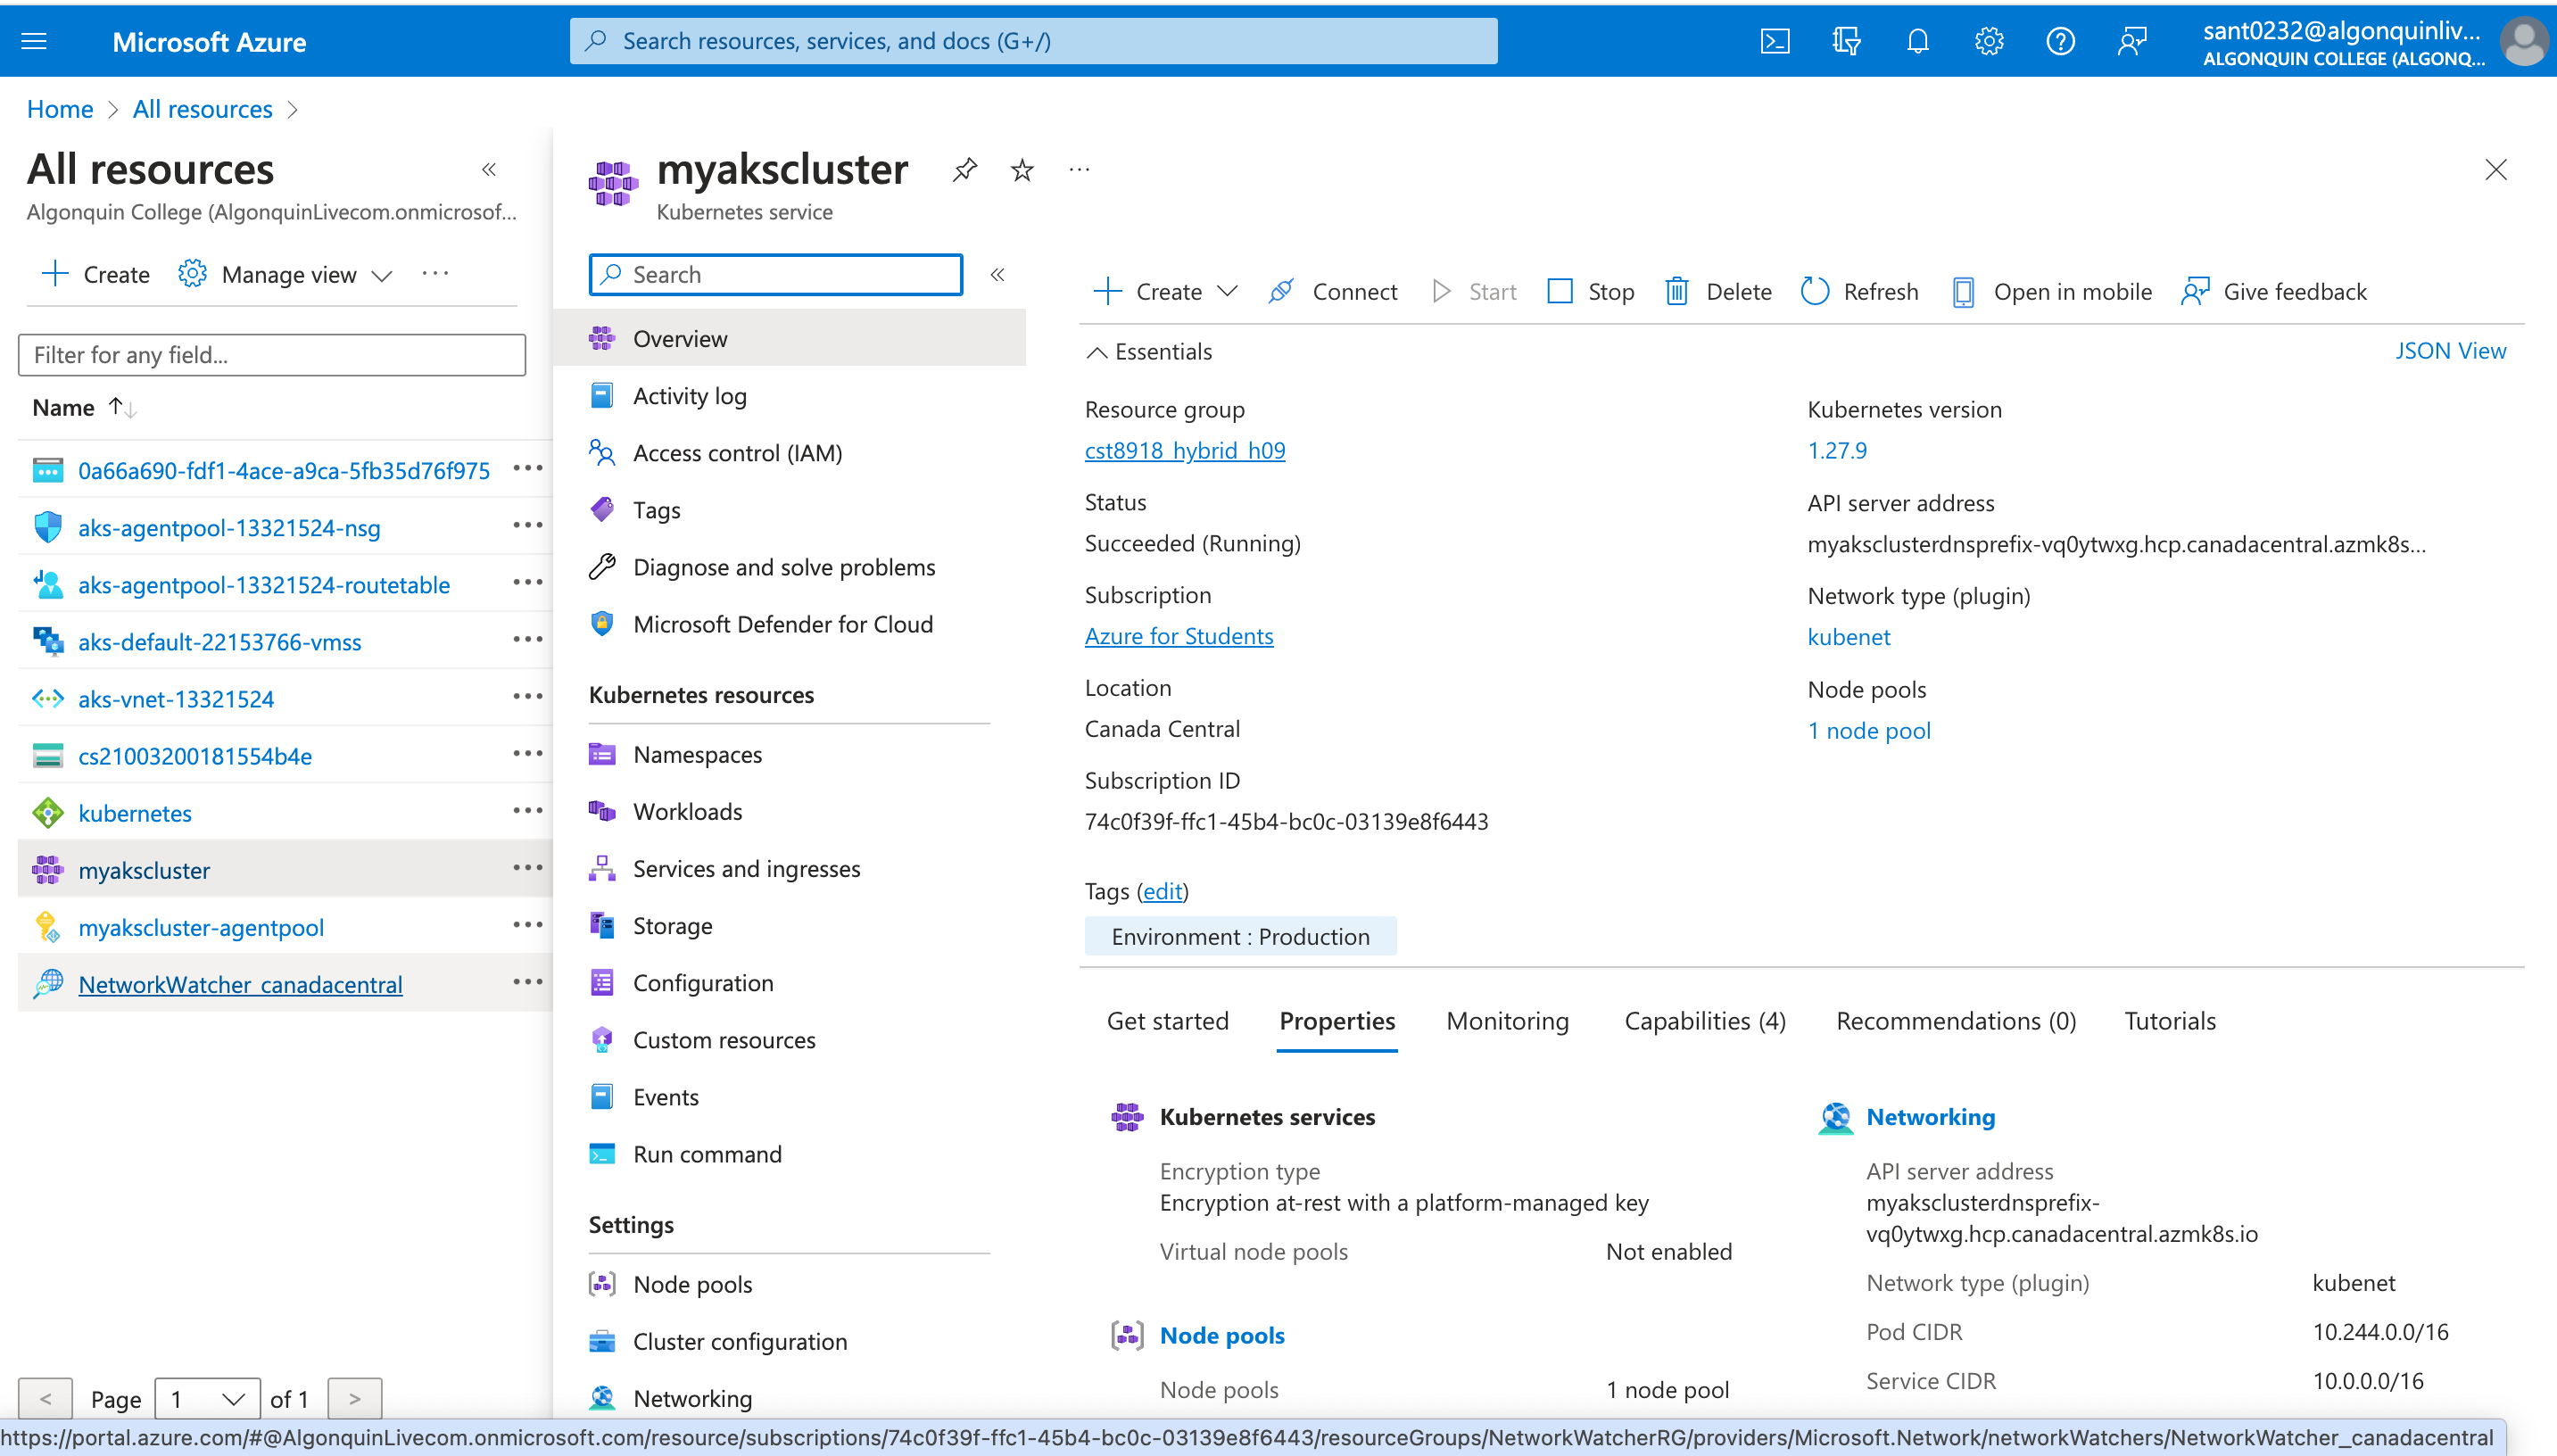 Microsoft Azure
Search resources, services, and docs (G+/)
sant0232@algonquinliv...
ALGONQUIN COLLEGE (ALGONQ...
Home > All resources >
All resources
Algonquin College (AlgonquinLivecom.onmicrosof...
Create
Manage view
Filter for any field...
Name
0a66a690-fdf1-4ace-a9ca-5fb35d76f975
aks-agentpool-13321524-nsg
aks-agentpool-13321524-routetable
aks-default-22153766-vmss
aks-vnet-13321524
cs21003200181554b4e
kubernetes
myakscluster
myakscluster-agentpool
NetworkWatcher_canadacentral
< Page 1 of 1 >
myakscluster
Kubernetes service
Search
Overview
Activity log
Access control (IAM)
Tags
Diagnose and solve problems
Microsoft Defender for Cloud
Kubernetes resources
Namespaces
Workloads
Services and ingresses
Storage
Configuration
Custom resources
Events
Run command
Settings
Node pools
Cluster configuration
Networking
Create
Connect
Start
Stop
Delete
Refresh
Open in mobile
Give feedback
Essentials
JSON View
Resource group
cst8918_hybrid_h09
Status
Succeeded (Running)
Subscription
Azure for Students
Location
Canada Central
Subscription ID
74c0f39f-ffc1-45b4-bc0c-03139e8f6443
Kubernetes version
1.27.9
API server address
myaksclusterdnsprefix-vq0ytwxg.hcp.canadacentral.azmk8s...
Network type (plugin)
kubenet
Node pools
1 node pool
Tags (edit)
Environment : Production
Get started
Properties
Monitoring
Capabilities (4)
Recommendations (0)
Tutorials
Kubernetes services
Encryption type
Encryption at-rest with a platform-managed key
Virtual node pools Not enabled
Node pools
Node pools 1 node pool
Networking
API server address
myaksclusterdnsprefix-
vq0ytwxg.hcp.canadacentral.azmk8s.io
Network type (plugin) kubenet
Pod CIDR 10.244.0.0/16
Service CIDR 10.0.0.0/16
https://portal.azure.com/#@AlgonquinLivecom.onmicrosoft.com/resource/subscriptions/74c0f39f-ffc1-45b4-bc0c-03139e8f6443/resourceGroups/NetworkWatcherRG/providers/Microsoft.Network/networkWatchers/NetworkWatcher_canadacentral